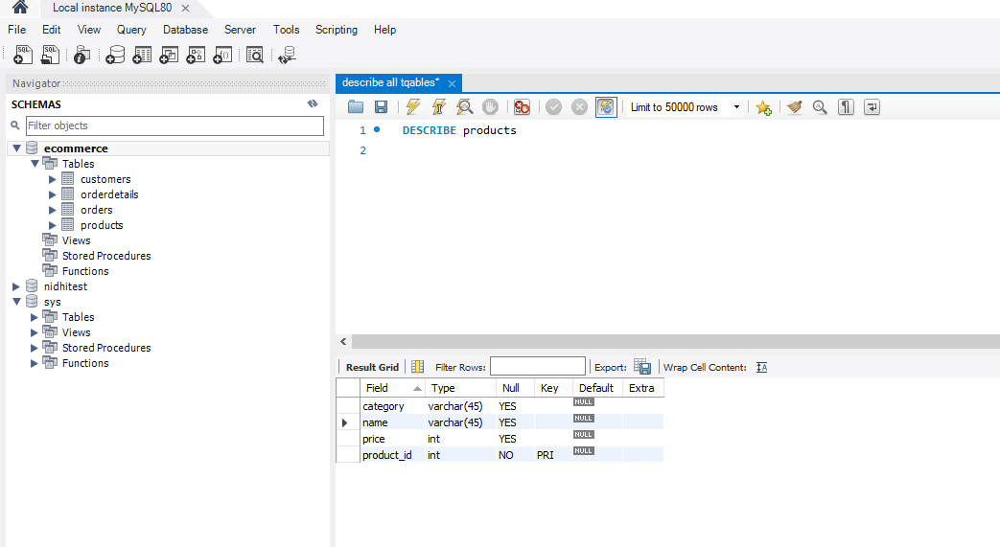 Local instance MySQL80
File Edit View Query Database Server Tools Scripting Help
Navigator
SCHEMAS
Filter objects
ecommerce
Tables
customers
orderdetails
orders
products
Views
Stored Procedures
Functions
nidhitest
sys
Tables
Views
Stored Procedures
Functions
describe all tqables*
Limit to 50000 rows
1 DESCRIBE products
2
Result Grid Filter Rows: Export: Wrap Cell Content:
Field Type Null Key Default Extra
category varchar(45) YES NULL
name varchar(45) YES NULL
price int YES NULL
product_id int NO PRI NULL